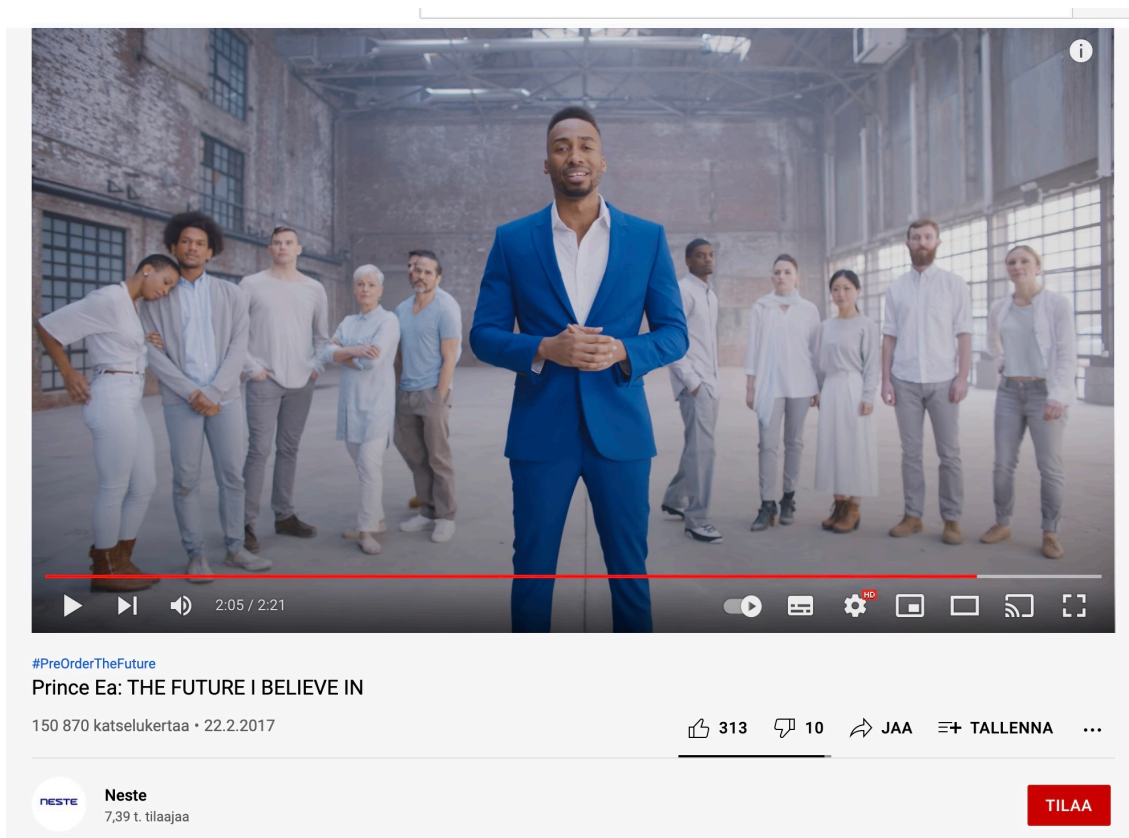 HD
2:05 / 2:21
#PreOrderTheFuture
Prince Ea: THE FUTURE I BELIEVE IN
150 870 katselukertaa • 22.2.2017
313 10 JAA TALLENNA
NESTE
Neste
7,39 t. tilaajaa
TILAA